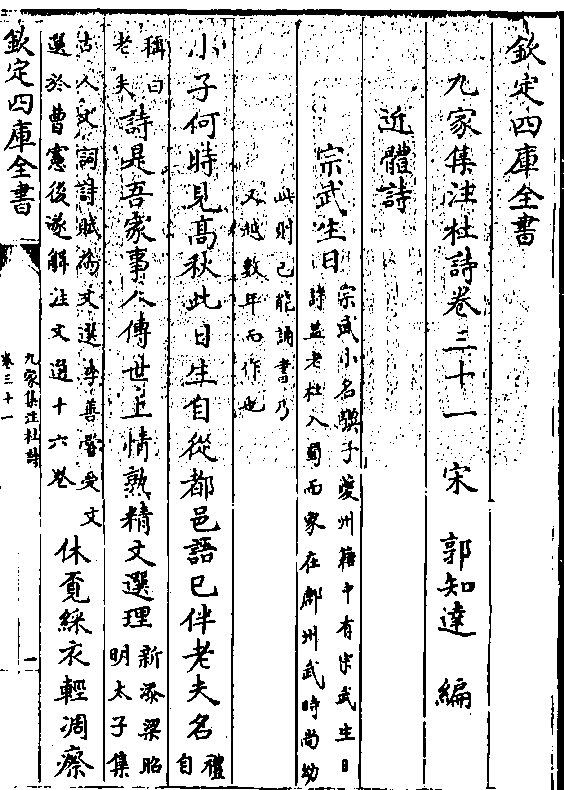 欽定四庫全書
九家集注杜詩卷三十一 宋 郭知達 編
近體詩
宗武生日
宗武小名驥子夔州籍中有宗武生日
詩蓋老杜入蜀而家在鄜州武時尚幼
此則已能誦書乃
又越數年而作也
小子何時見高秋此日生自從都邑語已伴老夫名
禮
自
稱曰
老夫
詩是吾家事人傳世上情熟精文選理
新添梁昭
明太子集
古人文詞詩賦為文選李善嘗受文
選於曹憲後遂解注文選十六卷
休覓綵衣輕凋瘵
欽定四庫全書
九家集注杜詩
卷三十一
一